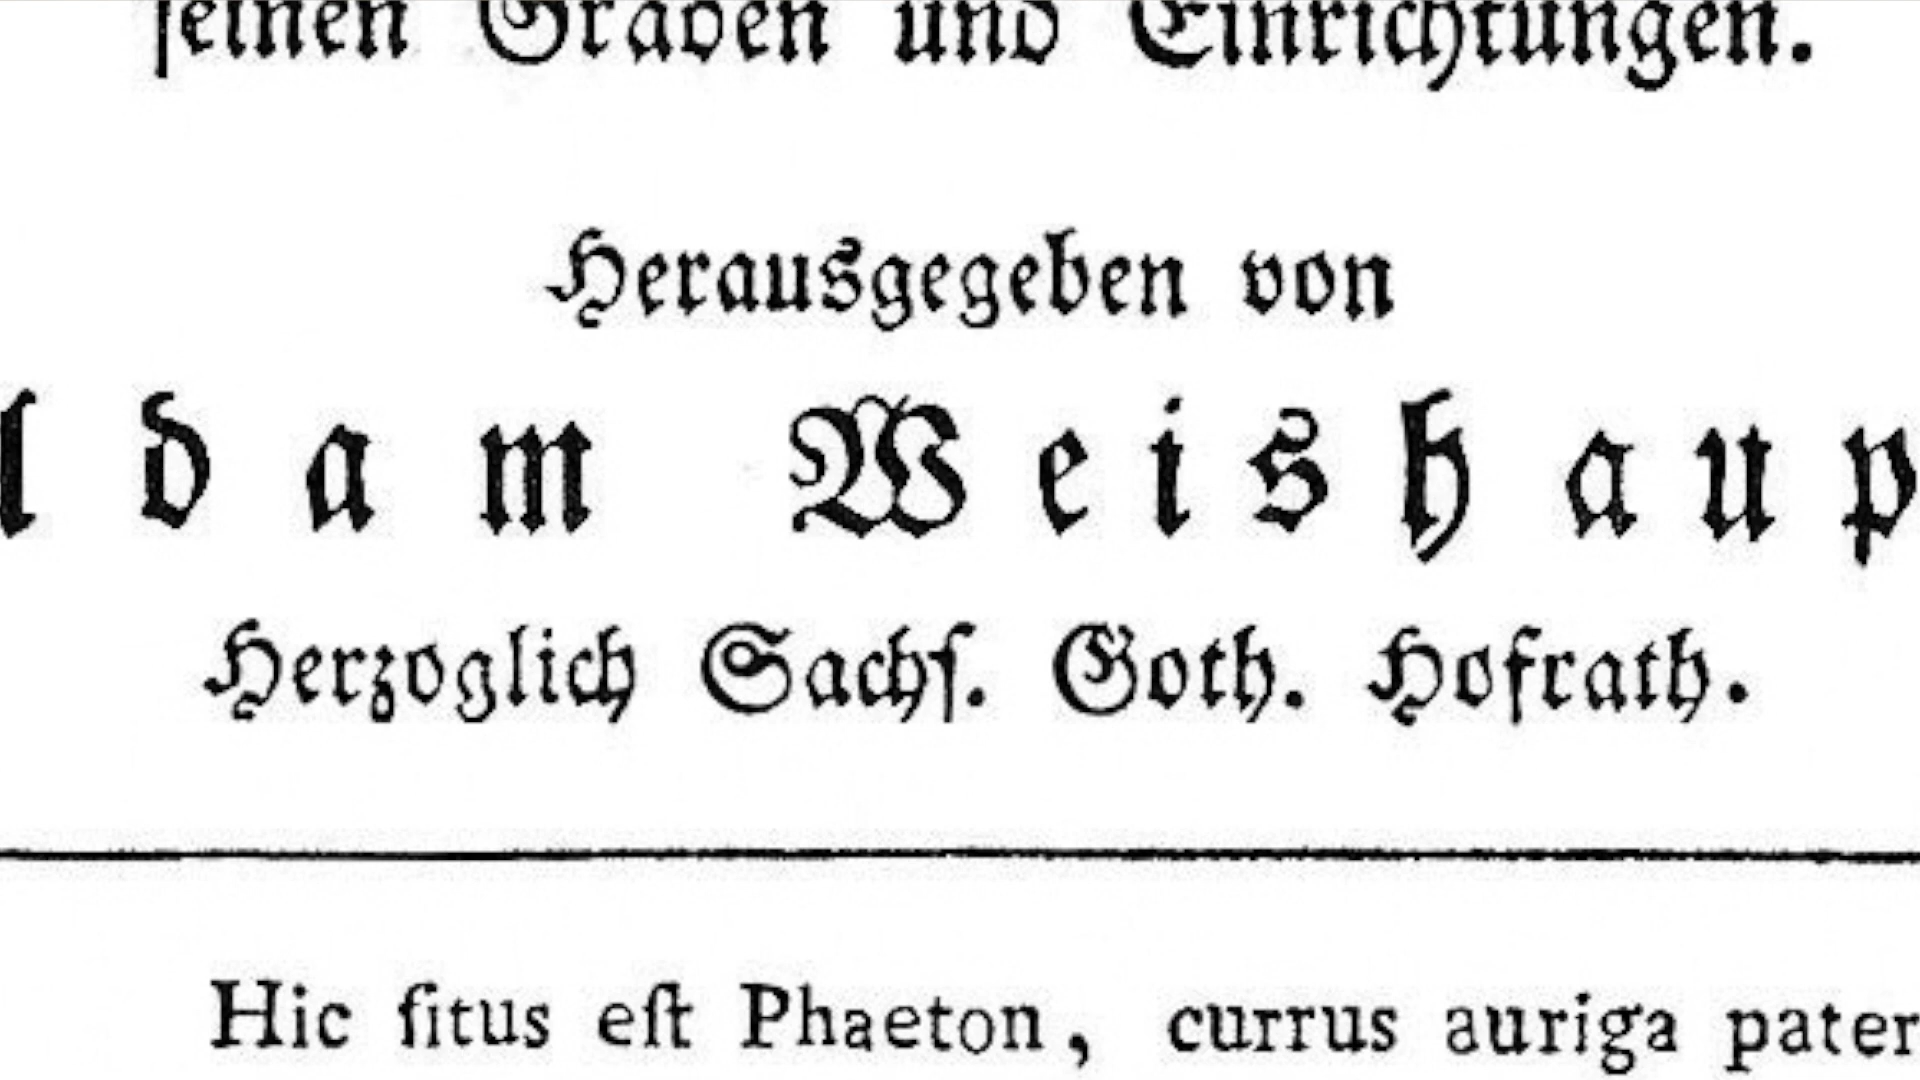 ſeinen Graden und Einrichtungen.
Herausgegeben von
dam Weishaup
Herzoglich Sachſ. Goth. Hofrath.
Hic ſitus eſt Phaeton, currus auriga pater